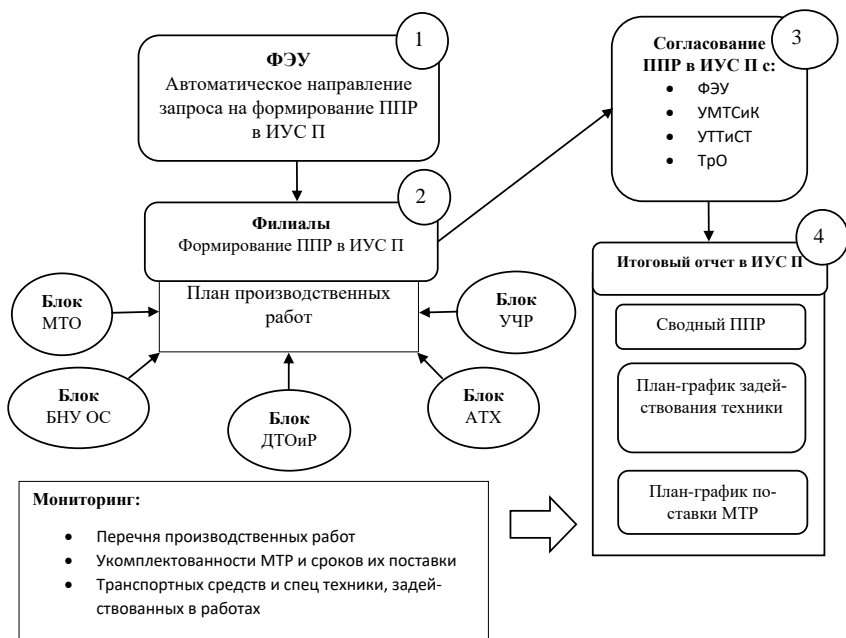 1
ФЭУ
Автоматическое направление
запроса на формирование ППР
в ИУС П
2
Филиалы
Формирование ППР в ИУС П
План производственных
работ
Блок
МТО
Блок
УЧР
Блок
БНУ ОС
Блок
ДТОиР
Блок
АТХ
3
Согласование
ППР в ИУС П с:
• ФЭУ
• УМТСиК
• УТТиСТ
• ТрО
4
Итоговый отчет в ИУС П
Сводный ППР
План-график задей-
ствования техники
План-график по-
ставки МТР
Мониторинг:
• Перечня производственных работ
• Укомплектованности МТР и сроков их поставки
• Транспортных средств и спец техники, задей-
ствованных в работах